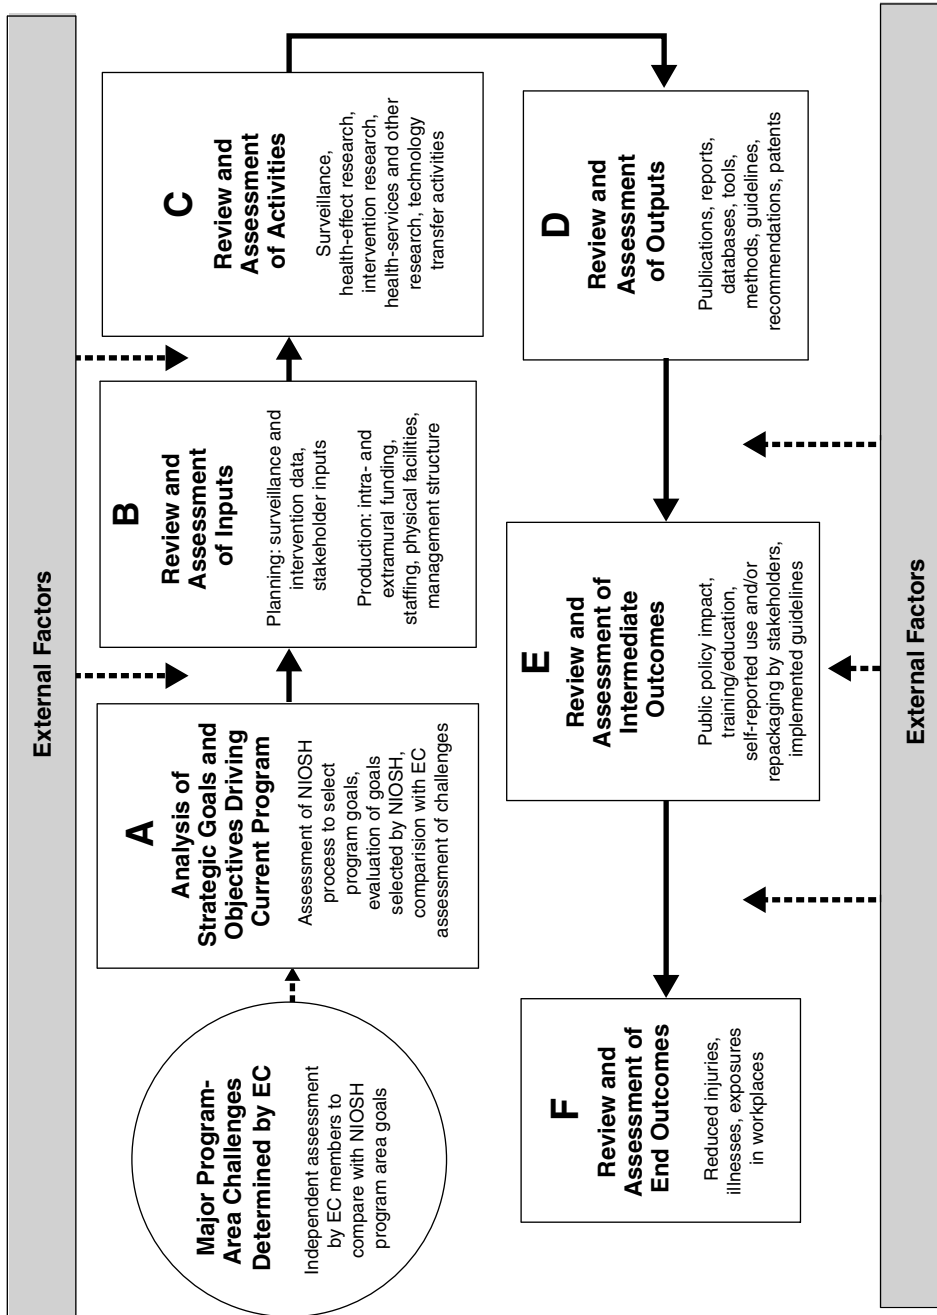 External Factors
Major Program-
Area Challenges
Determined by EC
Independent assessment
by EC members to
compare with NIOSH
program area goals
A
Analysis of
Strategic Goals and
Objectives Driving
Current Program
Assessment of NIOSH
process to select
program goals,
evaluation of goals
selected by NIOSH,
comparision with EC
assessment of challenges
B
Review and
Assessment
of Inputs
Planning: surveillance and
intervention data,
stakeholder inputs
Production: intra- and
extramural funding,
staffing, physical facilities,
management structure
C
Review and
Assessment
of Activities
Surveillance,
health-effect research,
intervention research,
health-services and other
research, technology
transfer activities
D
Review and
Assessment
of Outputs
Publications, reports,
databases, tools,
methods, guidelines,
recommendations, patents
E
Review and
Assessment of
Intermediate
Outcomes
Public policy impact,
training/education,
self-reported use and/or
repackaging by stakeholders,
implemented guidelines
F
Review and
Assessment of
End Outcomes
Reduced injuries,
illnesses, exposures
in workplaces
External Factors